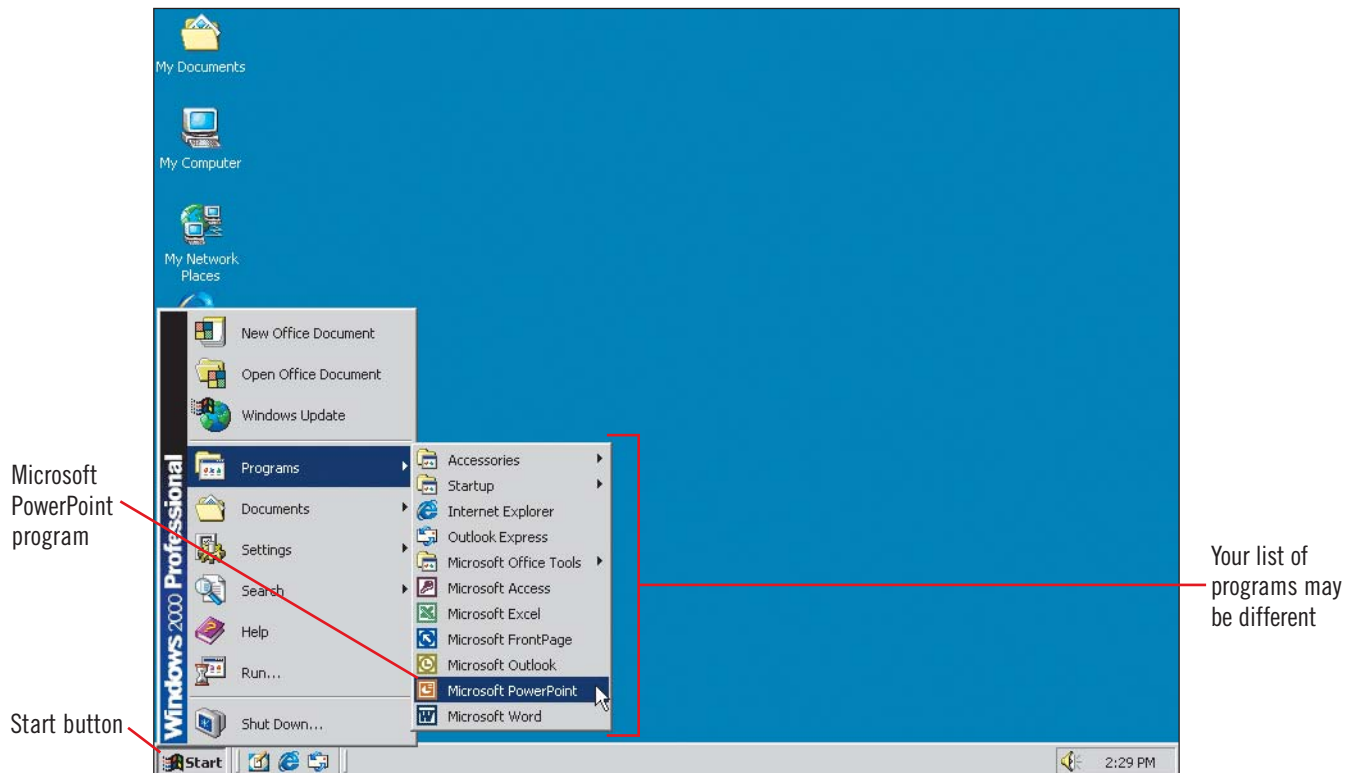 My Documents
My Computer
My Network
Places
New Office Document
Open Office Document
Windows Update
Programs
Documents
Settings
Search
Help
Run...
Shut Down...
Windows 2000 Professional
Accessories
Startup
Internet Explorer
Outlook Express
Microsoft Office Tools
Microsoft Access
Microsoft Excel
Microsoft FrontPage
Microsoft Outlook
Microsoft PowerPoint
Microsoft Word
Microsoft
PowerPoint
program
Your list of
programs may
be different
Start button
Start
2:29 PM